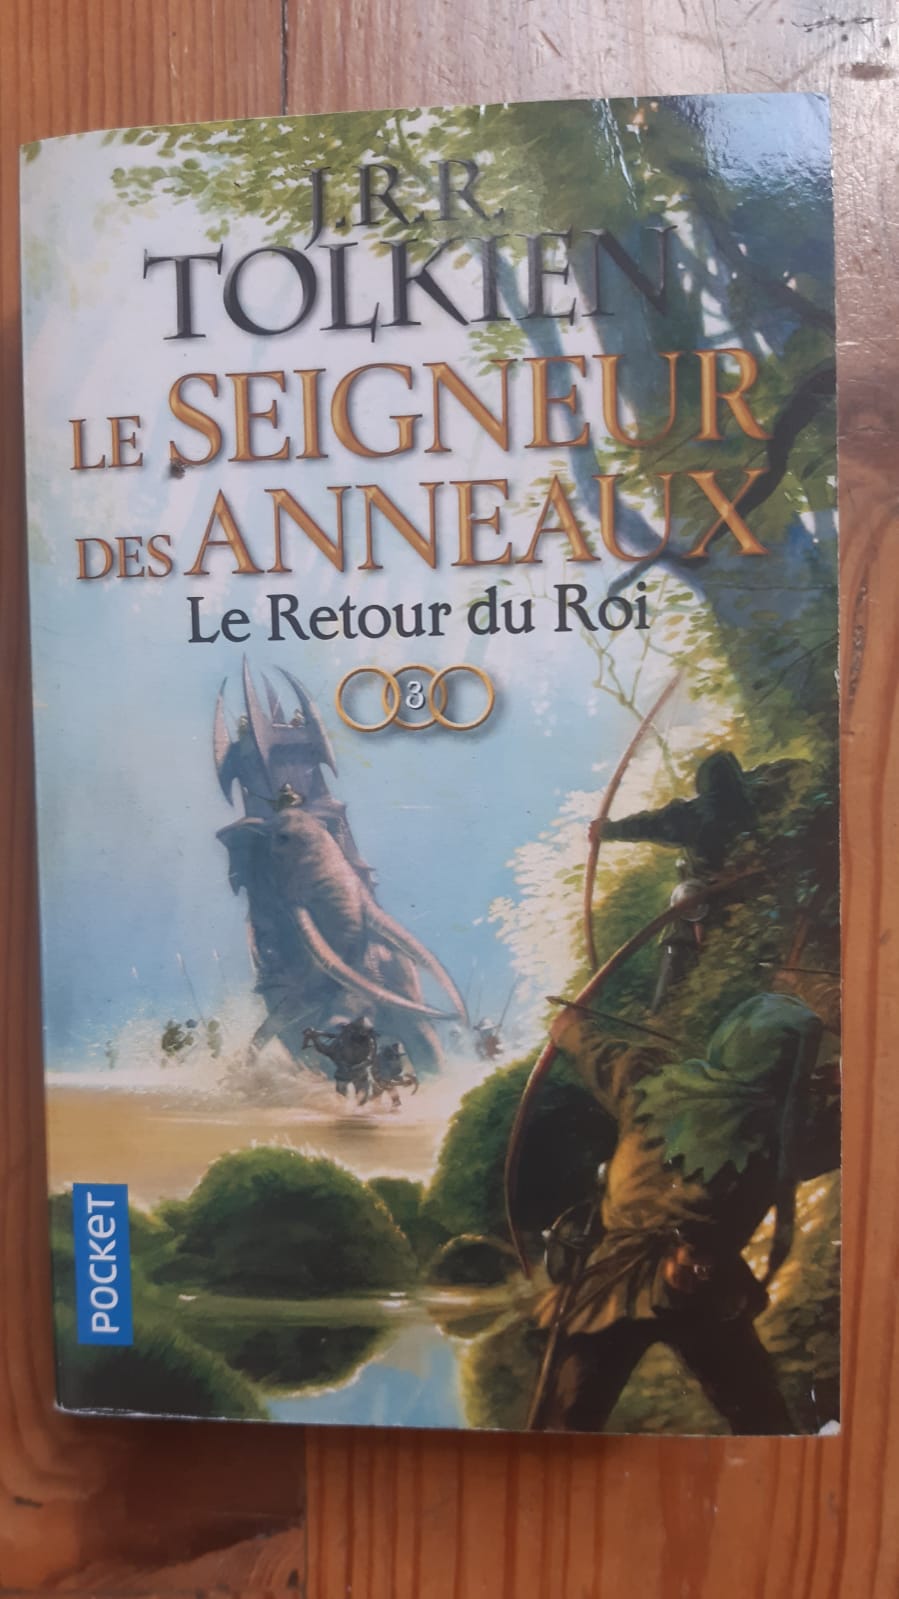 J.R.R.
TOLKIEN
LE SEIGNEUR
DES ANNEAUX
Le Retour du Roi
3
POCKET